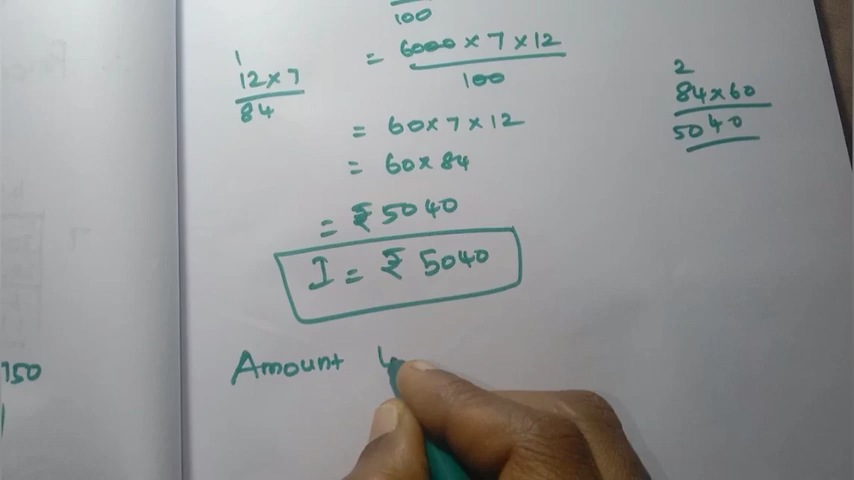 100
= 6000 × 7 × 12
100
= 60 × 7 × 12
= 60 × 84
= ₹ 5040
I = ₹ 5040
Amount
1
12 × 7
84
2
84 × 60
5040
150